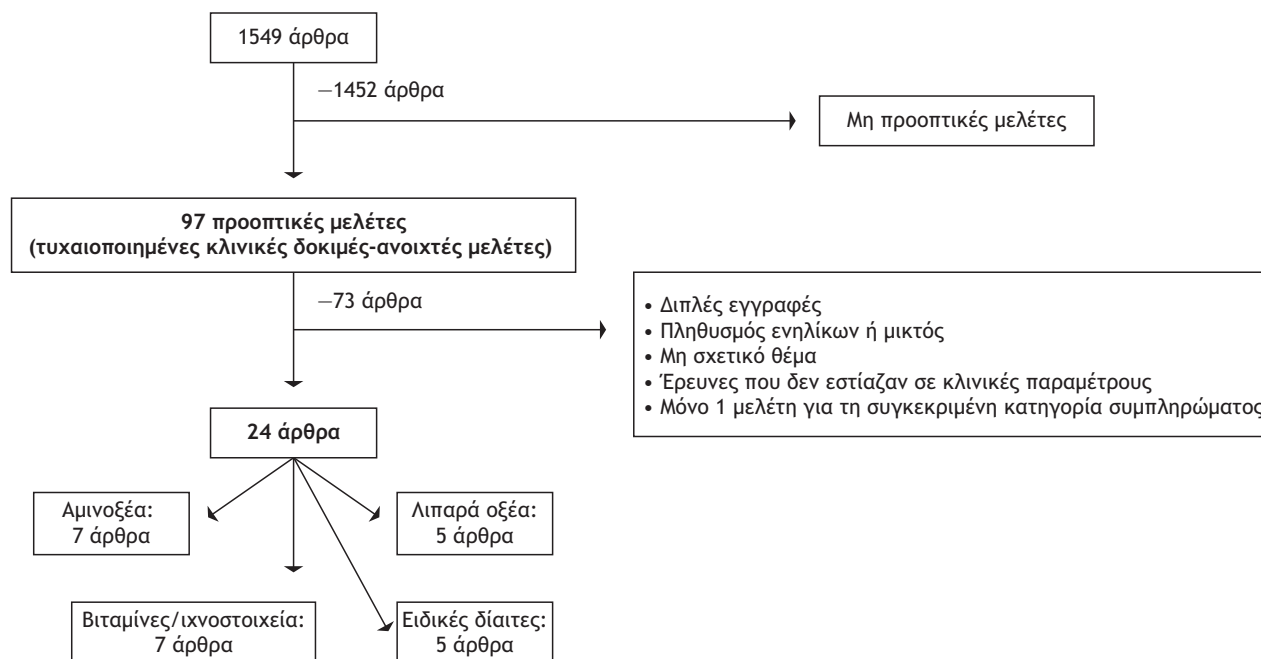 1549 άρθρα
—1452 άρθρα
Μη προοπτικές μελέτες
97 προοπτικές μελέτες
(τυχαιοποιημένες κλινικές δοκιμές-ανοιχτές μελέτες)
—73 άρθρα
• Διπλές εγγραφές
• Πληθυσμός ενηλίκων ή μικτός
• Μη σχετικό θέμα
• Έρευνες που δεν εστίαζαν σε κλινικές παραμέτρους
• Μόνο 1 μελέτη για τη συγκεκριμένη κατηγορία συμπληρώματος
24 άρθρα
Αμινοξέα:
7 άρθρα
Λιπαρά οξέα:
5 άρθρα
Βιταμίνες/ιχνοστοιχεία:
7 άρθρα
Ειδικές δίαιτες:
5 άρθρα